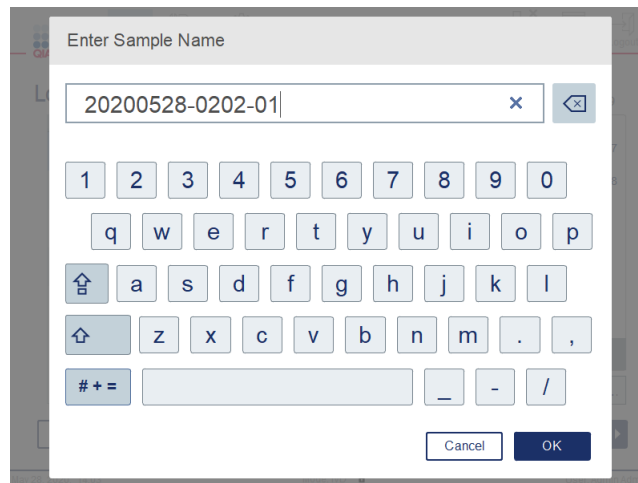 Enter Sample Name
20200528-0202-01
1 2 3 4 5 6 7 8 9 0
q w e r t y u i o p
a s d f g h j k l
z x c v b n m . ,
# + = _ - /
Cancel OK